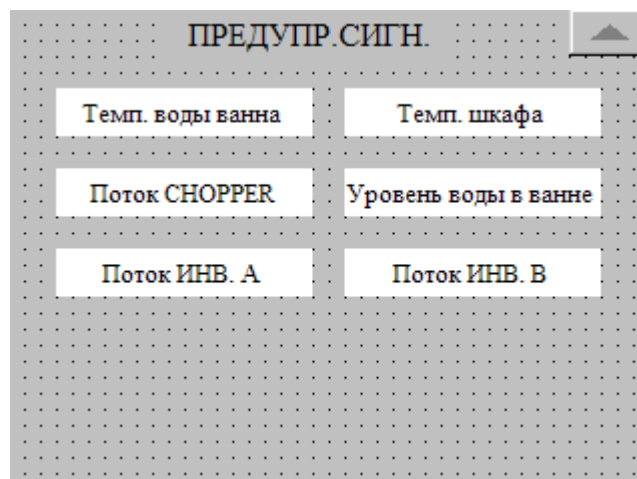 ПРЕДУПР.СИГН.
Темп. воды ванна
Темп. шкафа
Поток CHOPPER
Уровень воды в ванне
Поток ИНВ. А
Поток ИНВ. В